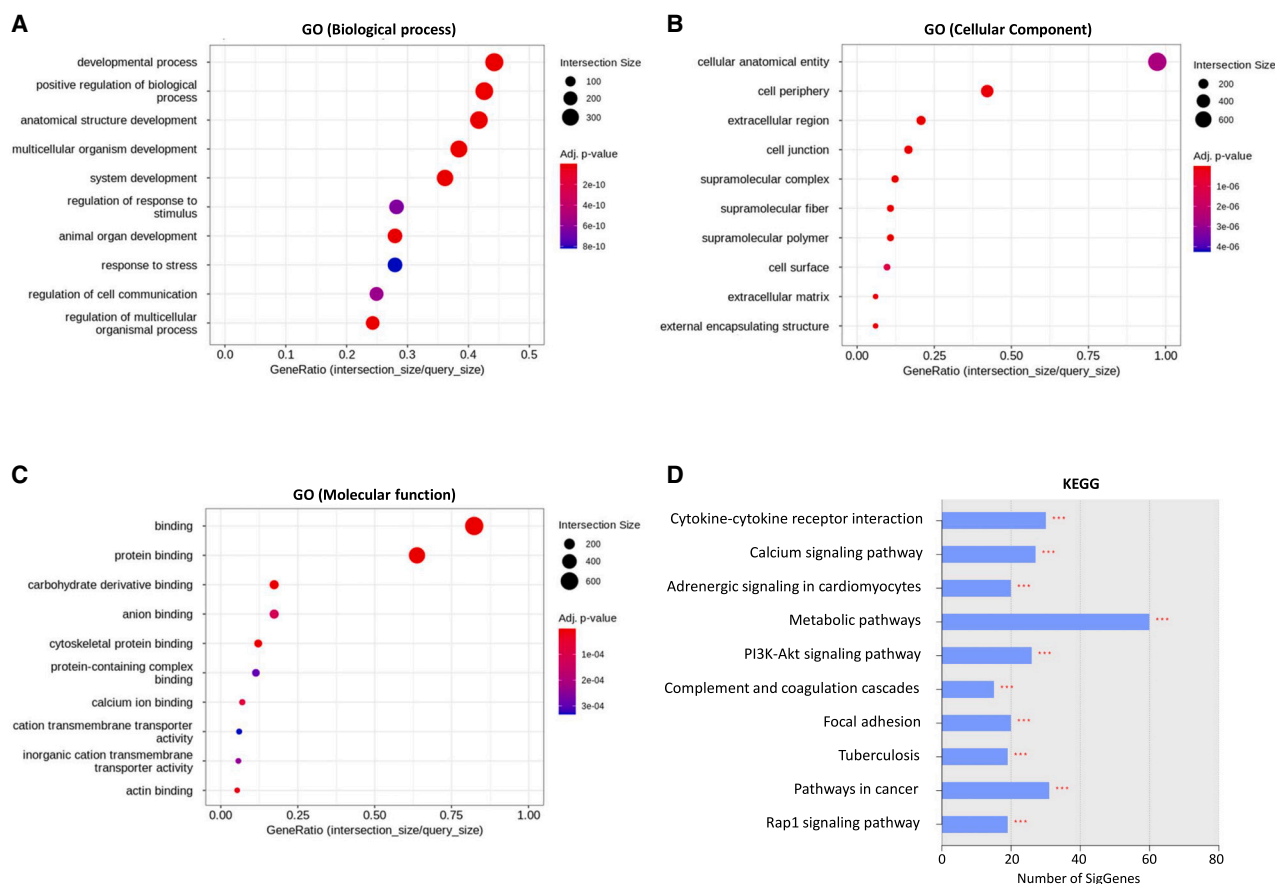 A
GO (Biological process)
developmental process
positive regulation of biological
process
anatomical structure development
multicellular organism development
system development
regulation of response to
stimulus
animal organ development
response to stress
regulation of cell communication
regulation of multicellular
organismal process
0.0 0.1 0.2 0.3 0.4 0.5
GeneRatio (intersection_size/query_size)
Intersection Size
100
200
300
Adj. p-value
2e-10
4e-10
6e-10
8e-10
B
GO (Cellular Component)
cellular anatomical entity
cell periphery
extracellular region
cell junction
supramolecular complex
supramolecular fiber
supramolecular polymer
cell surface
extracellular matrix
external encapsulating structure
0.00 0.25 0.50 0.75 1.00
GeneRatio (intersection_size/query_size)
Intersection Size
200
400
600
Adj. p-value
1e-06
2e-06
3e-06
4e-06
C
GO (Molecular function)
binding
protein binding
carbohydrate derivative binding
anion binding
cytoskeletal protein binding
protein-containing complex
binding
calcium ion binding
cation transmembrane transporter
activity
inorganic cation transmembrane
transporter activity
actin binding
0.00 0.25 0.50 0.75 1.00
GeneRatio (intersection_size/query_size)
Intersection Size
200
400
600
Adj. p-value
1e-04
2e-04
3e-04
D
KEGG
Cytokine-cytokine receptor interaction ***
Calcium signaling pathway ***
Adrenergic signaling in cardiomyocytes ***
Metabolic pathways ***
PI3K-Akt signaling pathway ***
Complement and coagulation cascades ***
Focal adhesion ***
Tuberculosis ***
Pathways in cancer ***
Rap1 signaling pathway ***
0 20 40 60 80
Number of SigGenes